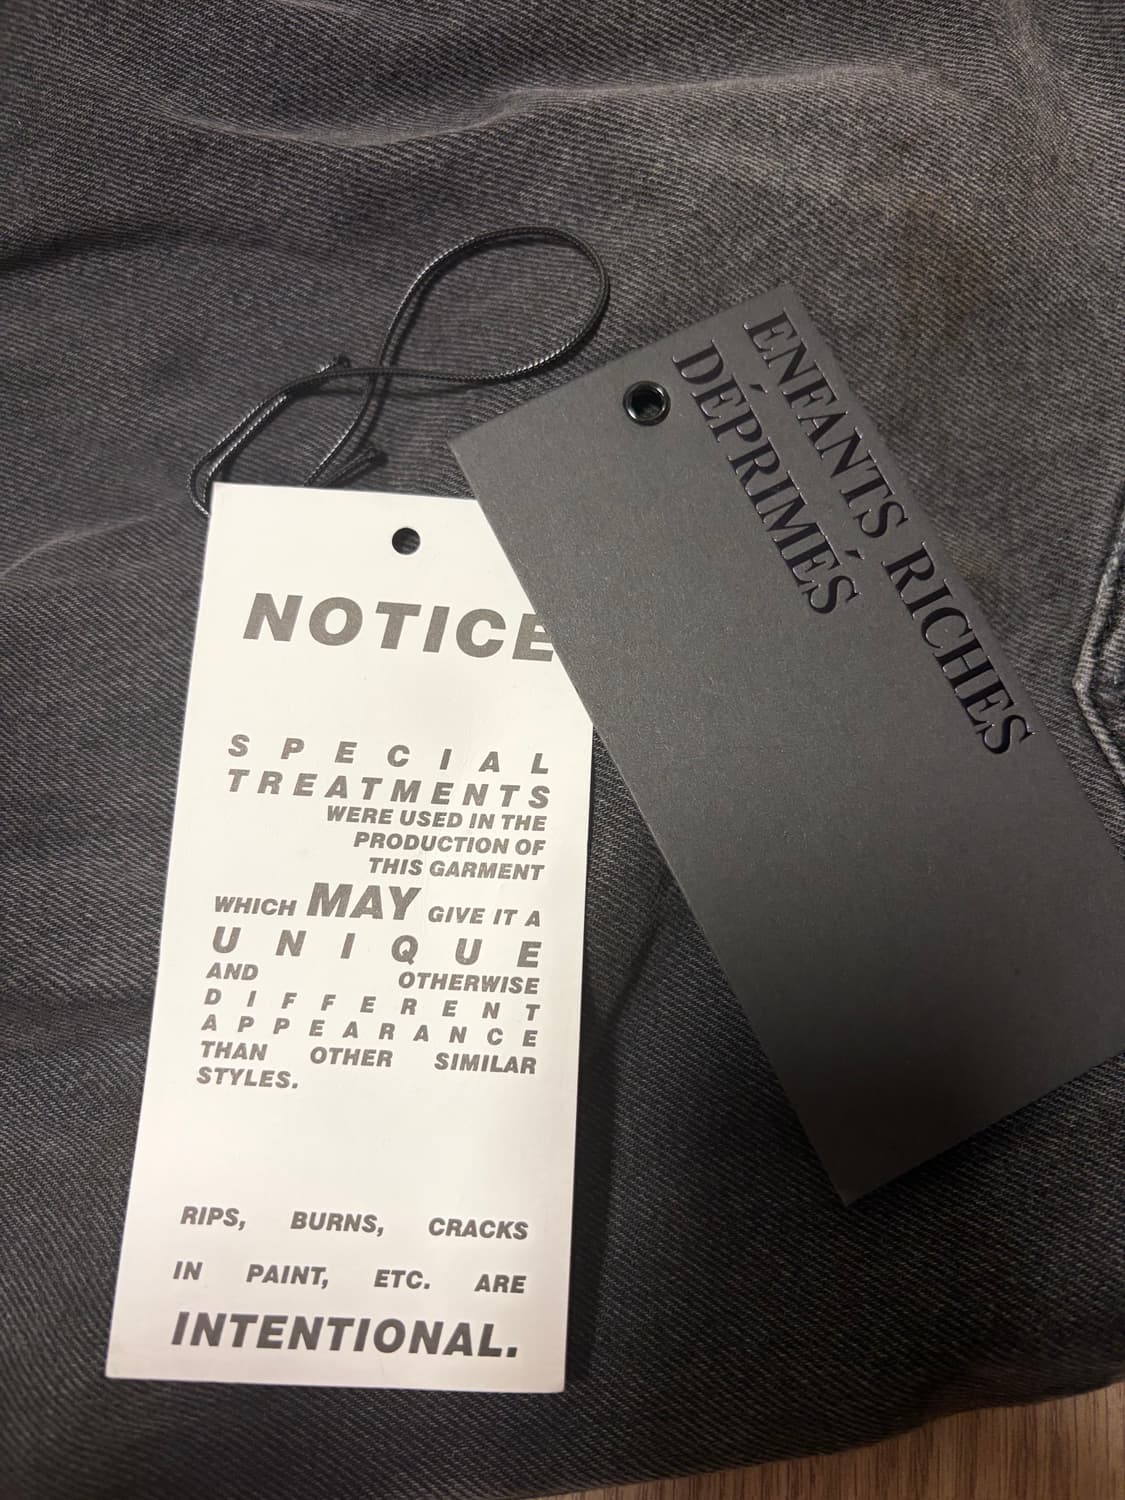 NOTICE
SPECIAL
TREATMENTS
WERE USED IN THE
PRODUCTION OF
THIS GARMENT
WHICH MAY GIVE IT A
UNIQUE
AND OTHERWISE
DIFFERENT
APPEARANCE
THAN OTHER SIMILAR
STYLES.
RIPS, BURNS, CRACKS
IN PAINT, ETC. ARE
INTENTIONAL.
ENFANTS RICHES
DÉPRIMÉS